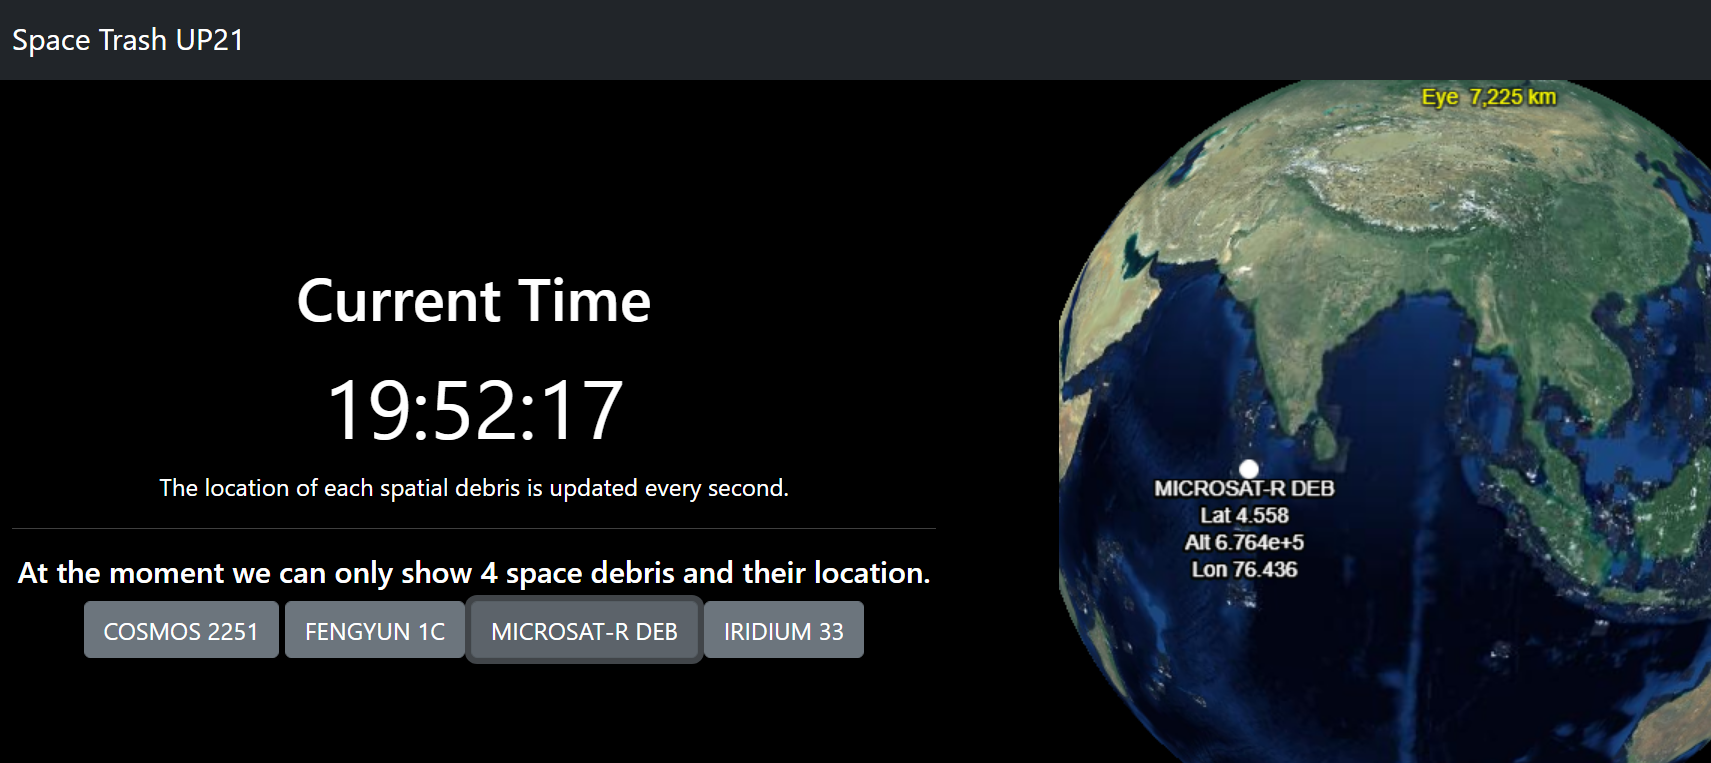 Space Trash UP21
Eye 7,225 km
Current Time
19:52:17
The location of each spatial debris is updated every second.
At the moment we can only show 4 space debris and their location.
COSMOS 2251
FENGYUN 1C
MICROSAT-R DEB
IRIDIUM 33
MICROSAT-R DEB
Lat 4.558
Alt 6.764e+5
Lon 76.436